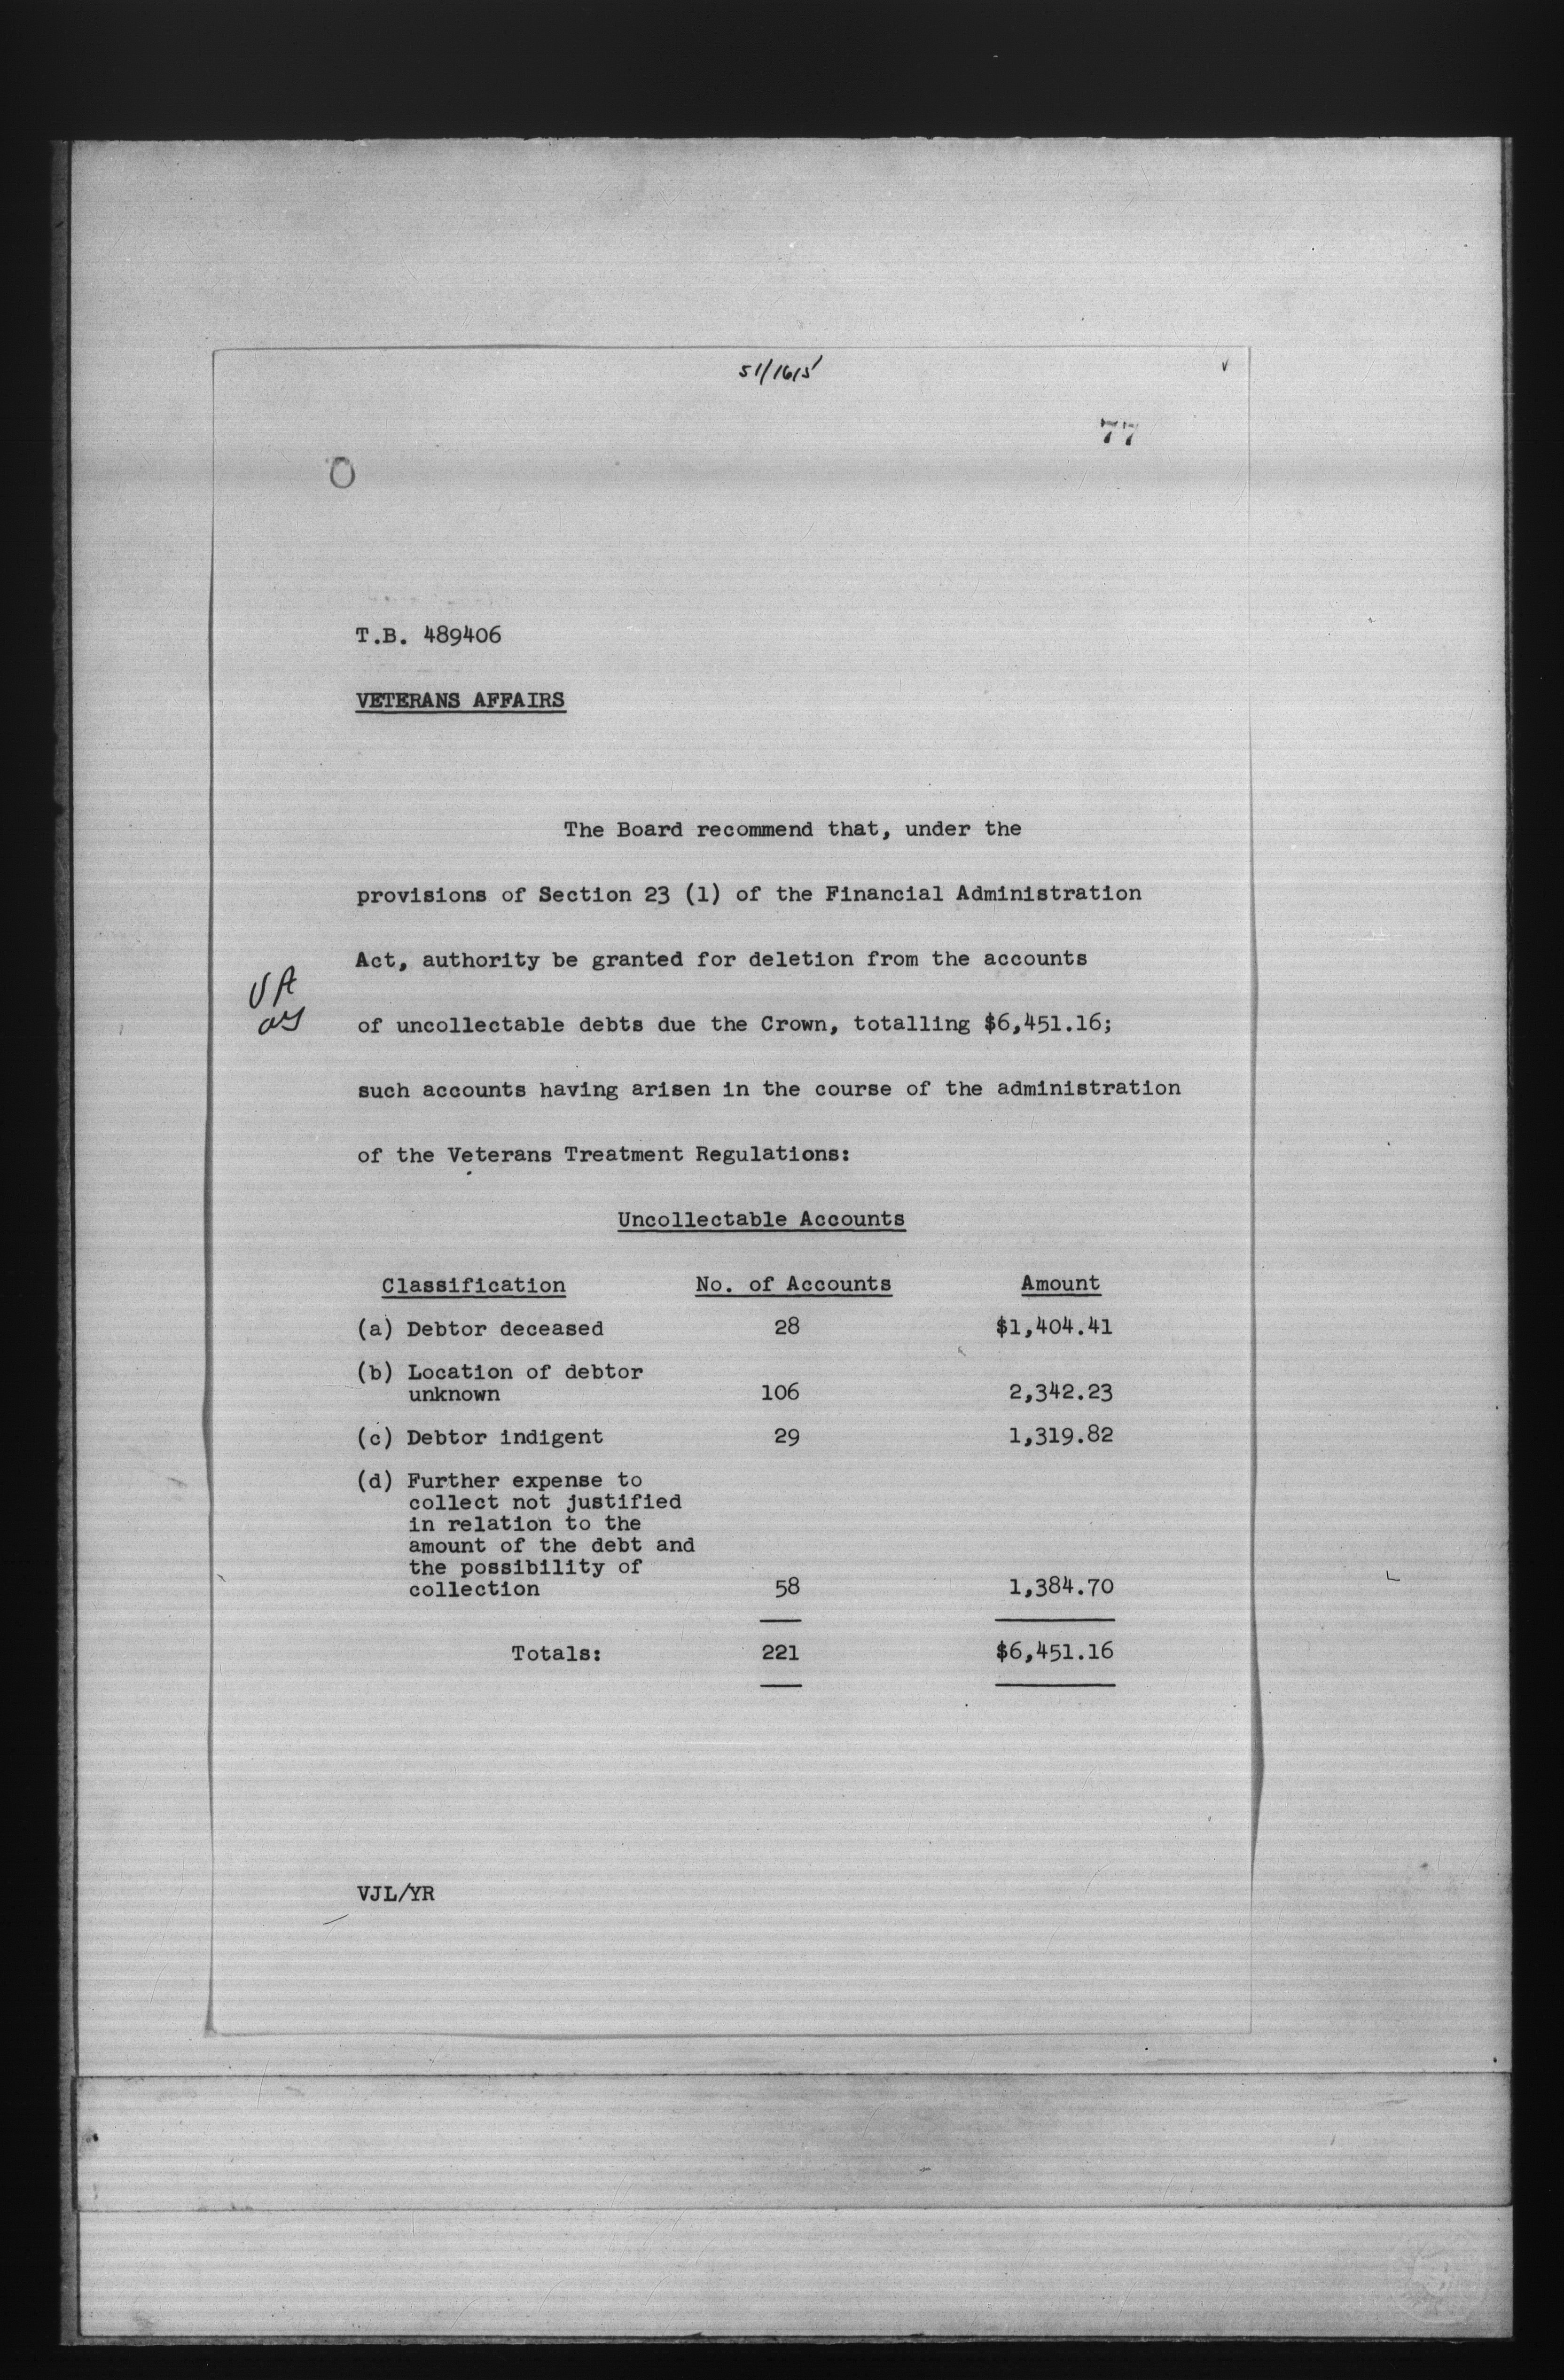 51/1615
77
O
T.B. 489406
VETERANS AFFAIRS
The Board recommend that, under the
provisions of Section 23 (1) of the Financial Administration
Act, authority be granted for deletion from the accounts
VA
of uncollectable debts due the Crown, totalling $6,451.16;
such accounts having arisen in the course of the administration
of the Veterans Treatment Regulations:
Uncollectable Accounts
Classification No. of Accounts Amount
(a) Debtor deceased 28 $1,404.41
(b) Location of debtor
unknown 106 2,342.23
(c) Debtor indigent 29 1,319.82
(d) Further expense to
collect not justified
in relation to the
amount of the debt and
the possibility of
collection 58 1,384.70
Totals: 221 $6,451.16
VJL/YR